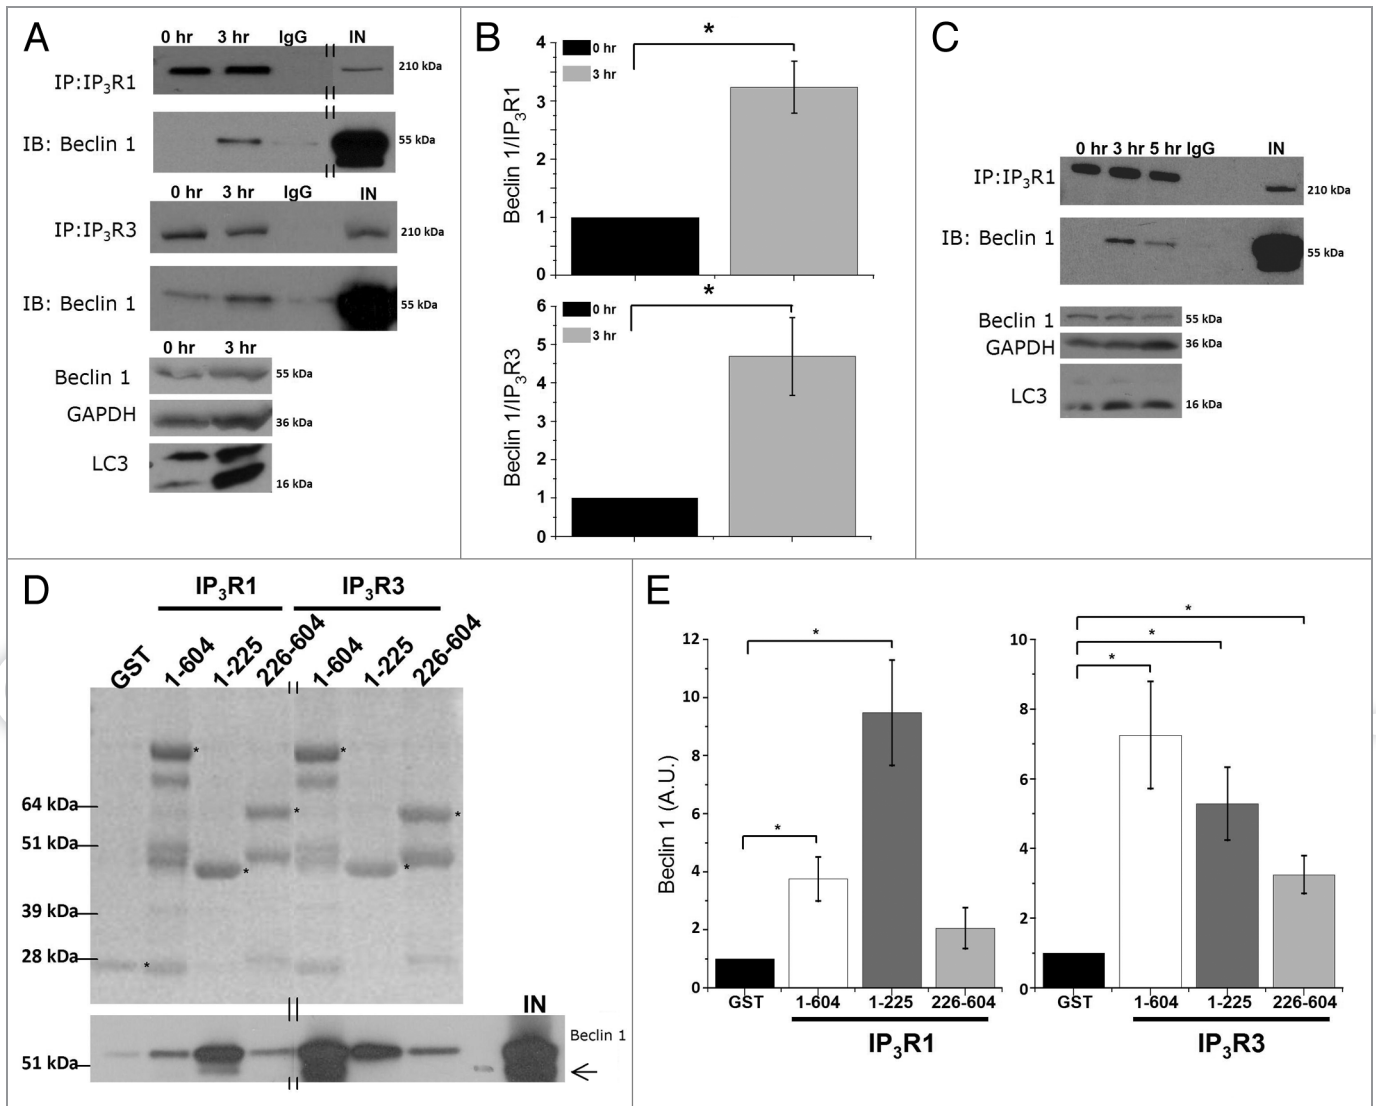 A
0 hr 3 hr IgG IN
IP:IP3R1
210 kDa
IB: Beclin 1
55 kDa
0 hr 3 hr IgG IN
IP:IP3R3
210 kDa
IB: Beclin 1
55 kDa
0 hr 3 hr
Beclin 1
55 kDa
GAPDH
36 kDa
LC3
16 kDa
B
4
3
2
1
0
0 hr
3 hr
*
Beclin 1/IP3R1
6
5
4
3
2
1
0
0 hr
3 hr
*
Beclin 1/IP3R3
C
0 hr 3 hr 5 hr IgG IN
IP:IP3R1
210 kDa
IB: Beclin 1
55 kDa
Beclin 1
55 kDa
GAPDH
36 kDa
LC3
16 kDa
D
IP3R1 IP3R3
GST 1-604 1-225 226-604 1-604 1-225 226-604
* *
64 kDa
* *
51 kDa
* *
39 kDa
28 kDa
*
IN
Beclin 1
51 kDa
E
12
10
8
6
4
2
0
Beclin 1 (A.U.)
*
*
GST 1-604 1-225 226-604
IP3R1
10
8
6
4
2
0
*
*
*
GST 1-604 1-225 226-604
IP3R3